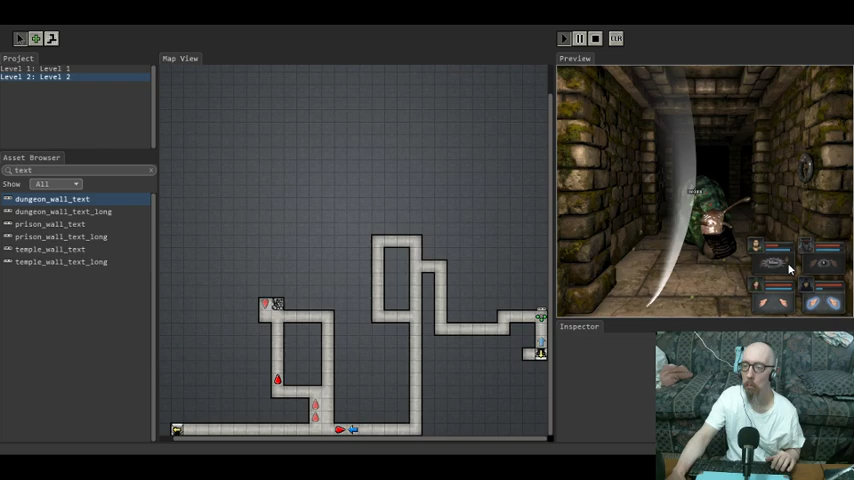 CLR
Project
Map View
Preview
Level 1: Level 1
Level 2: Level 2
Asset Browser
text
Show
All
dungeon_wall_text
dungeon_wall_text_long
prison_wall_text
prison_wall_text_long
temple_wall_text
temple_wall_text_long
Inspector